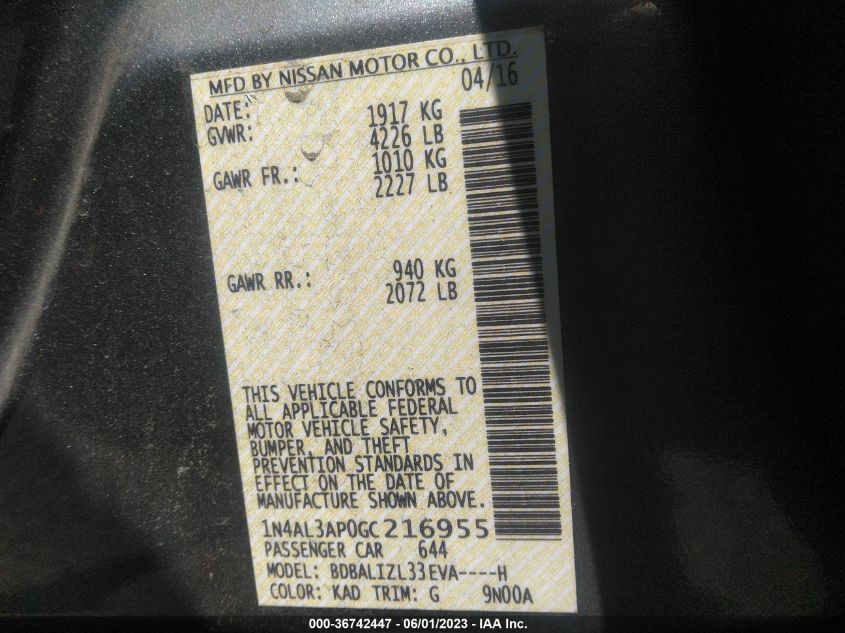 MFD BY NISSAN MOTOR CO., LTD.
DATE: 04/16
GVWR: 1917 KG
4226 LB
GAWR FR.: 1010 KG
2227 LB
GAWR RR.: 940 KG
2072 LB
THIS VEHICLE CONFORMS TO
ALL APPLICABLE FEDERAL
MOTOR VEHICLE SAFETY,
BUMPER, AND THEFT
PREVENTION STANDARDS IN
EFFECT ON THE DATE OF
MANUFACTURE SHOWN ABOVE.
1N4AL3AP0GC216955
PASSENGER CAR 644
MODEL: BDBALIZL33EVA----H
COLOR: KAD TRIM: G 9N00A
000-36742447 - 06/01/2023 - IAA Inc.